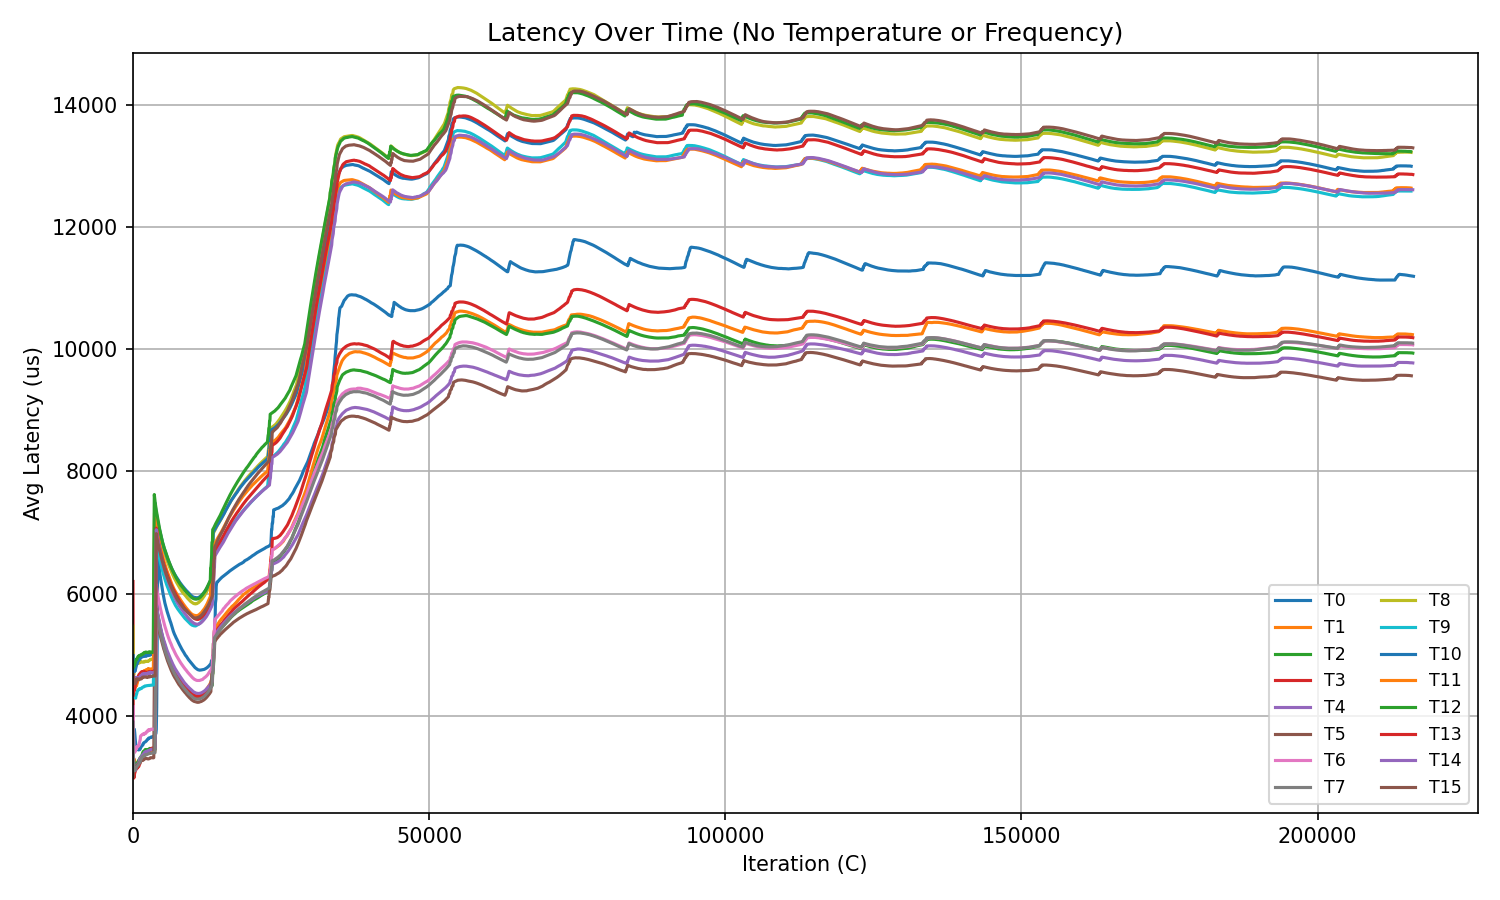 Latency Over Time (No Temperature or Frequency)
Avg Latency (us)
14000
12000
10000
8000
6000
4000
0
50000
100000
150000
200000
Iteration (C)
T0
T1
T2
T3
T4
T5
T6
T7
T8
T9
T10
T11
T12
T13
T14
T15